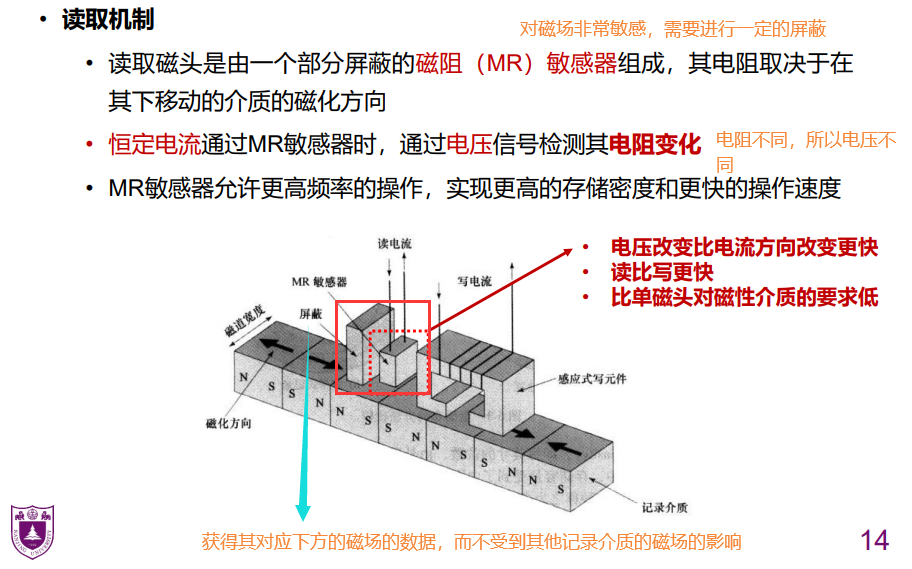 • 读取机制
对磁场非常敏感，需要进行一定的屏蔽
• 读取磁头是由一个部分屏蔽的磁阻（MR）敏感器组成，其电阻取决于在
其下移动的介质的磁化方向
• 恒定电流通过MR敏感器时，通过电压信号检测其电阻变化
电阻不同，所以电压不
同
• MR敏感器允许更高频率的操作，实现更高的存储密度和更快的操作速度
读电流
MR 敏感器
写电流
屏蔽
磁道宽度
• 电压改变比电流方向改变更快
• 读比写更快
• 比单磁头对磁性介质的要求低
感应式写元件
N S S N N S S N N S S N N S
磁化方向
记录介质
获得其对应下方的磁场的数据，而不受到其他记录介质的磁场的影响
NANJING UNIVERSITY
14